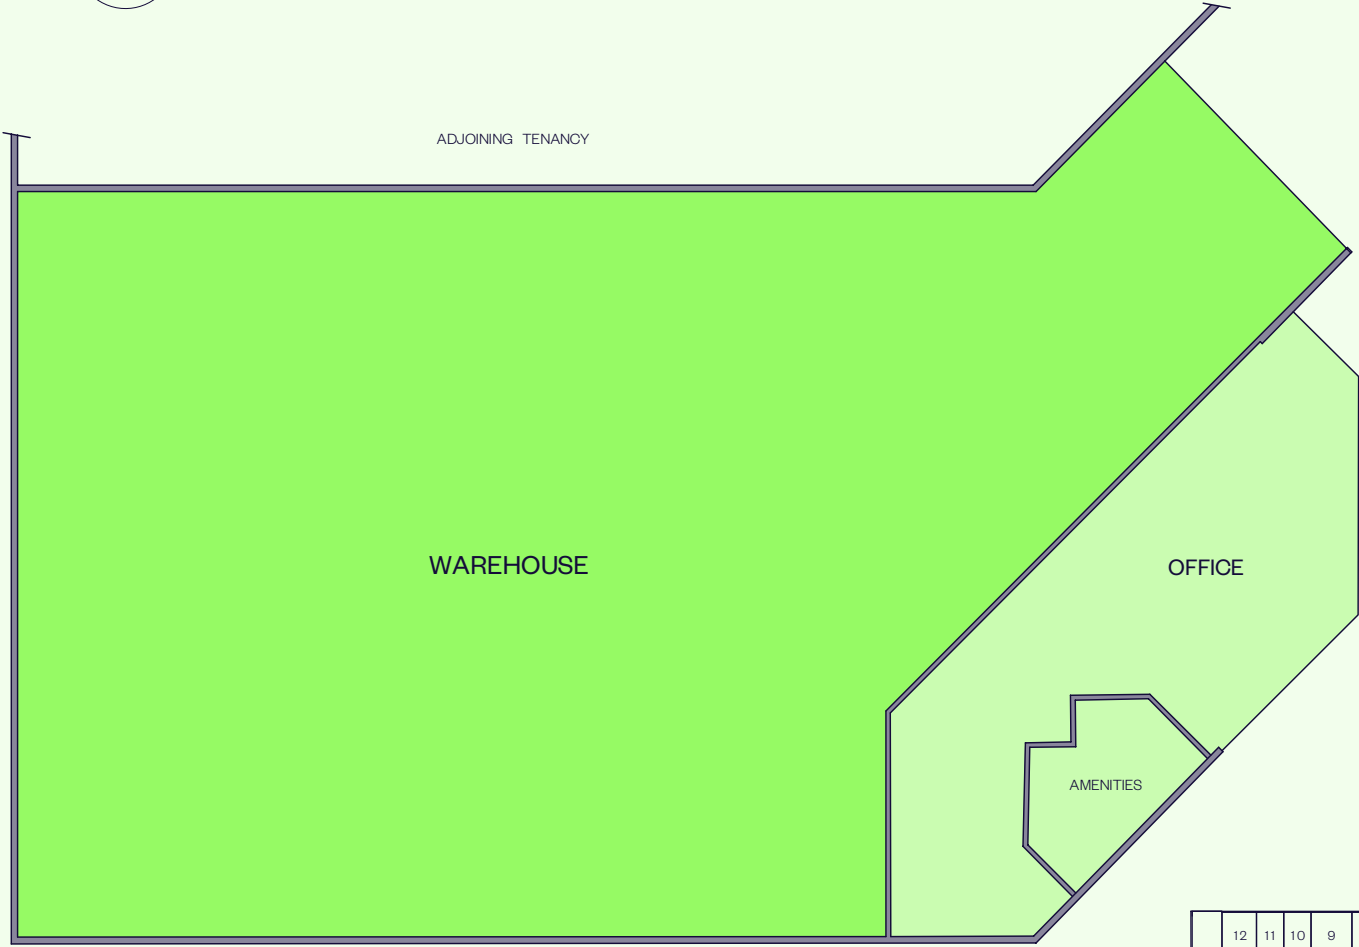 ADJOINING TENANCY
WAREHOUSE
OFFICE
AMENITIES
12 11 10 9